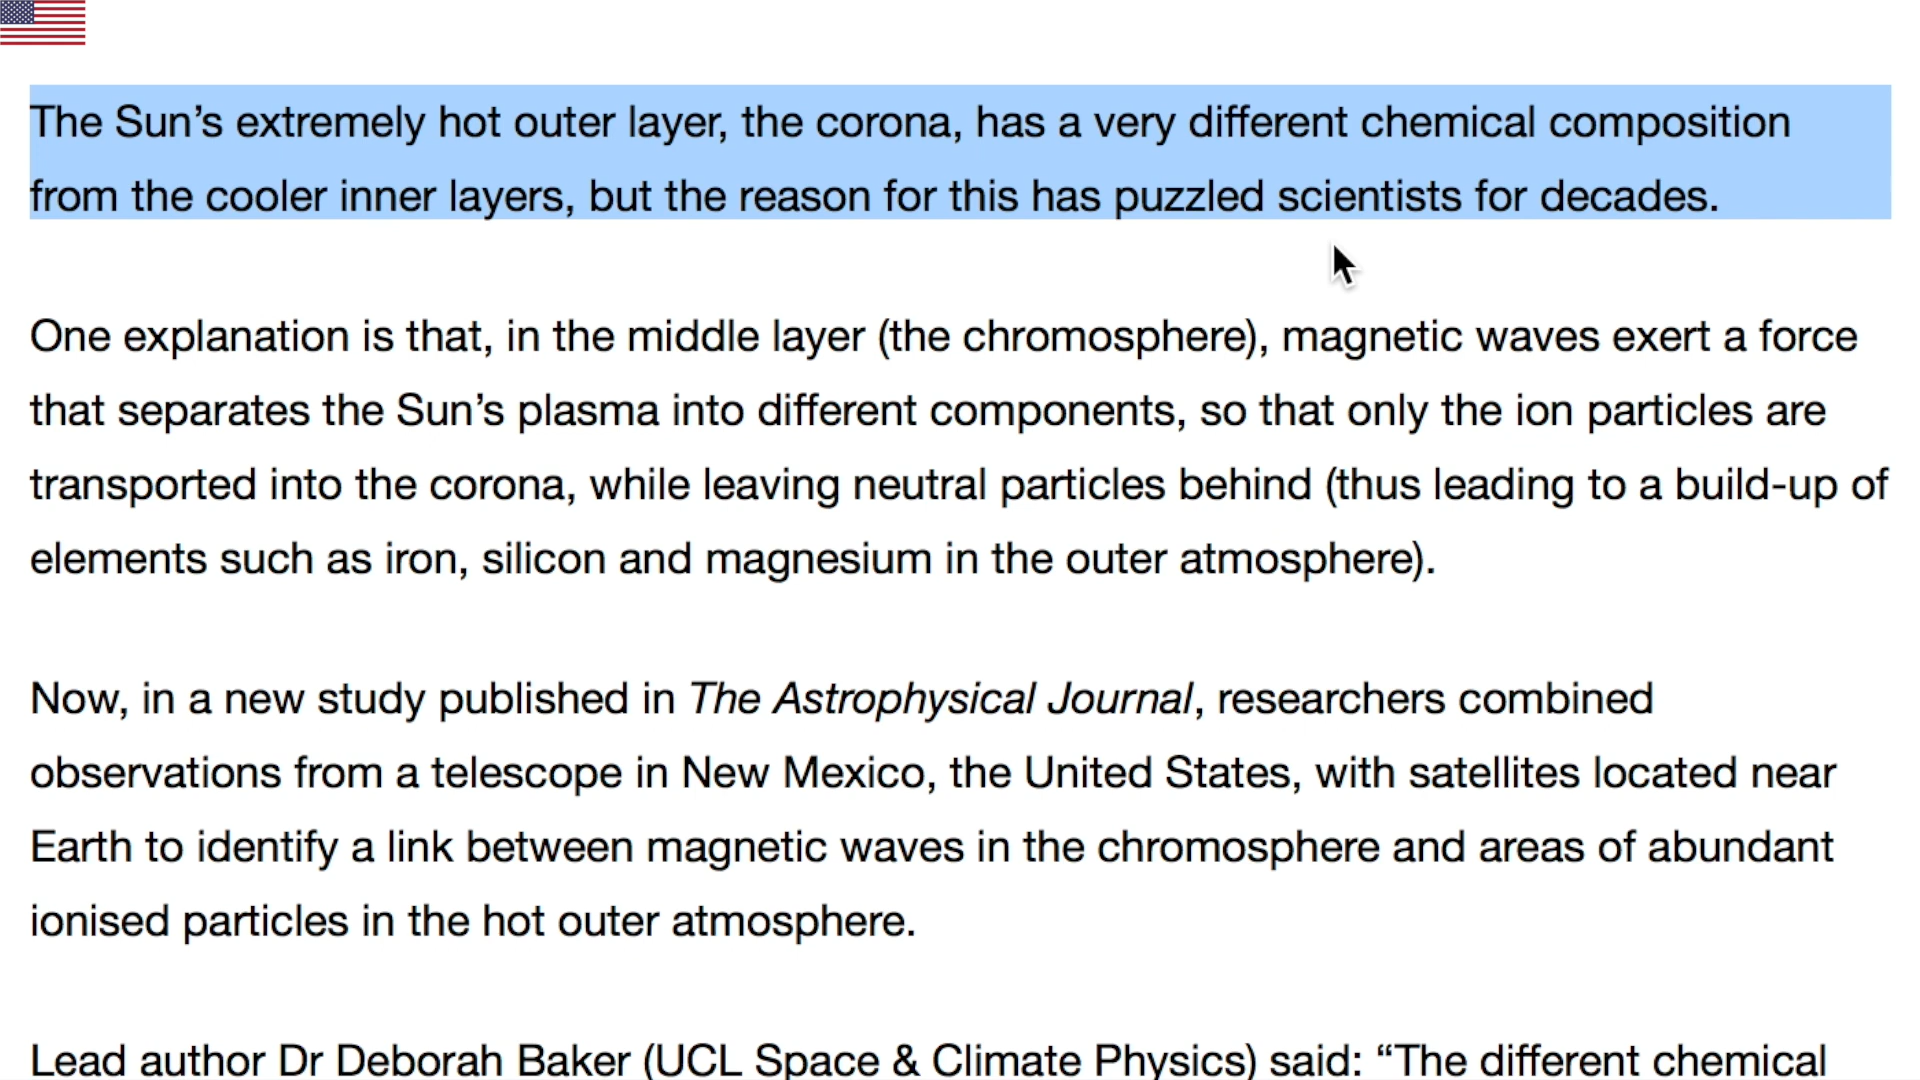 The Sun’s extremely hot outer layer, the corona, has a very different chemical composition
from the cooler inner layers, but the reason for this has puzzled scientists for decades.
One explanation is that, in the middle layer (the chromosphere), magnetic waves exert a force
that separates the Sun’s plasma into different components, so that only the ion particles are
transported into the corona, while leaving neutral particles behind (thus leading to a build-up of
elements such as iron, silicon and magnesium in the outer atmosphere).
Now, in a new study published in The Astrophysical Journal, researchers combined
observations from a telescope in New Mexico, the United States, with satellites located near
Earth to identify a link between magnetic waves in the chromosphere and areas of abundant
ionised particles in the hot outer atmosphere.
Lead author Dr Deborah Baker (UCL Space & Climate Physics) said: “The different chemical